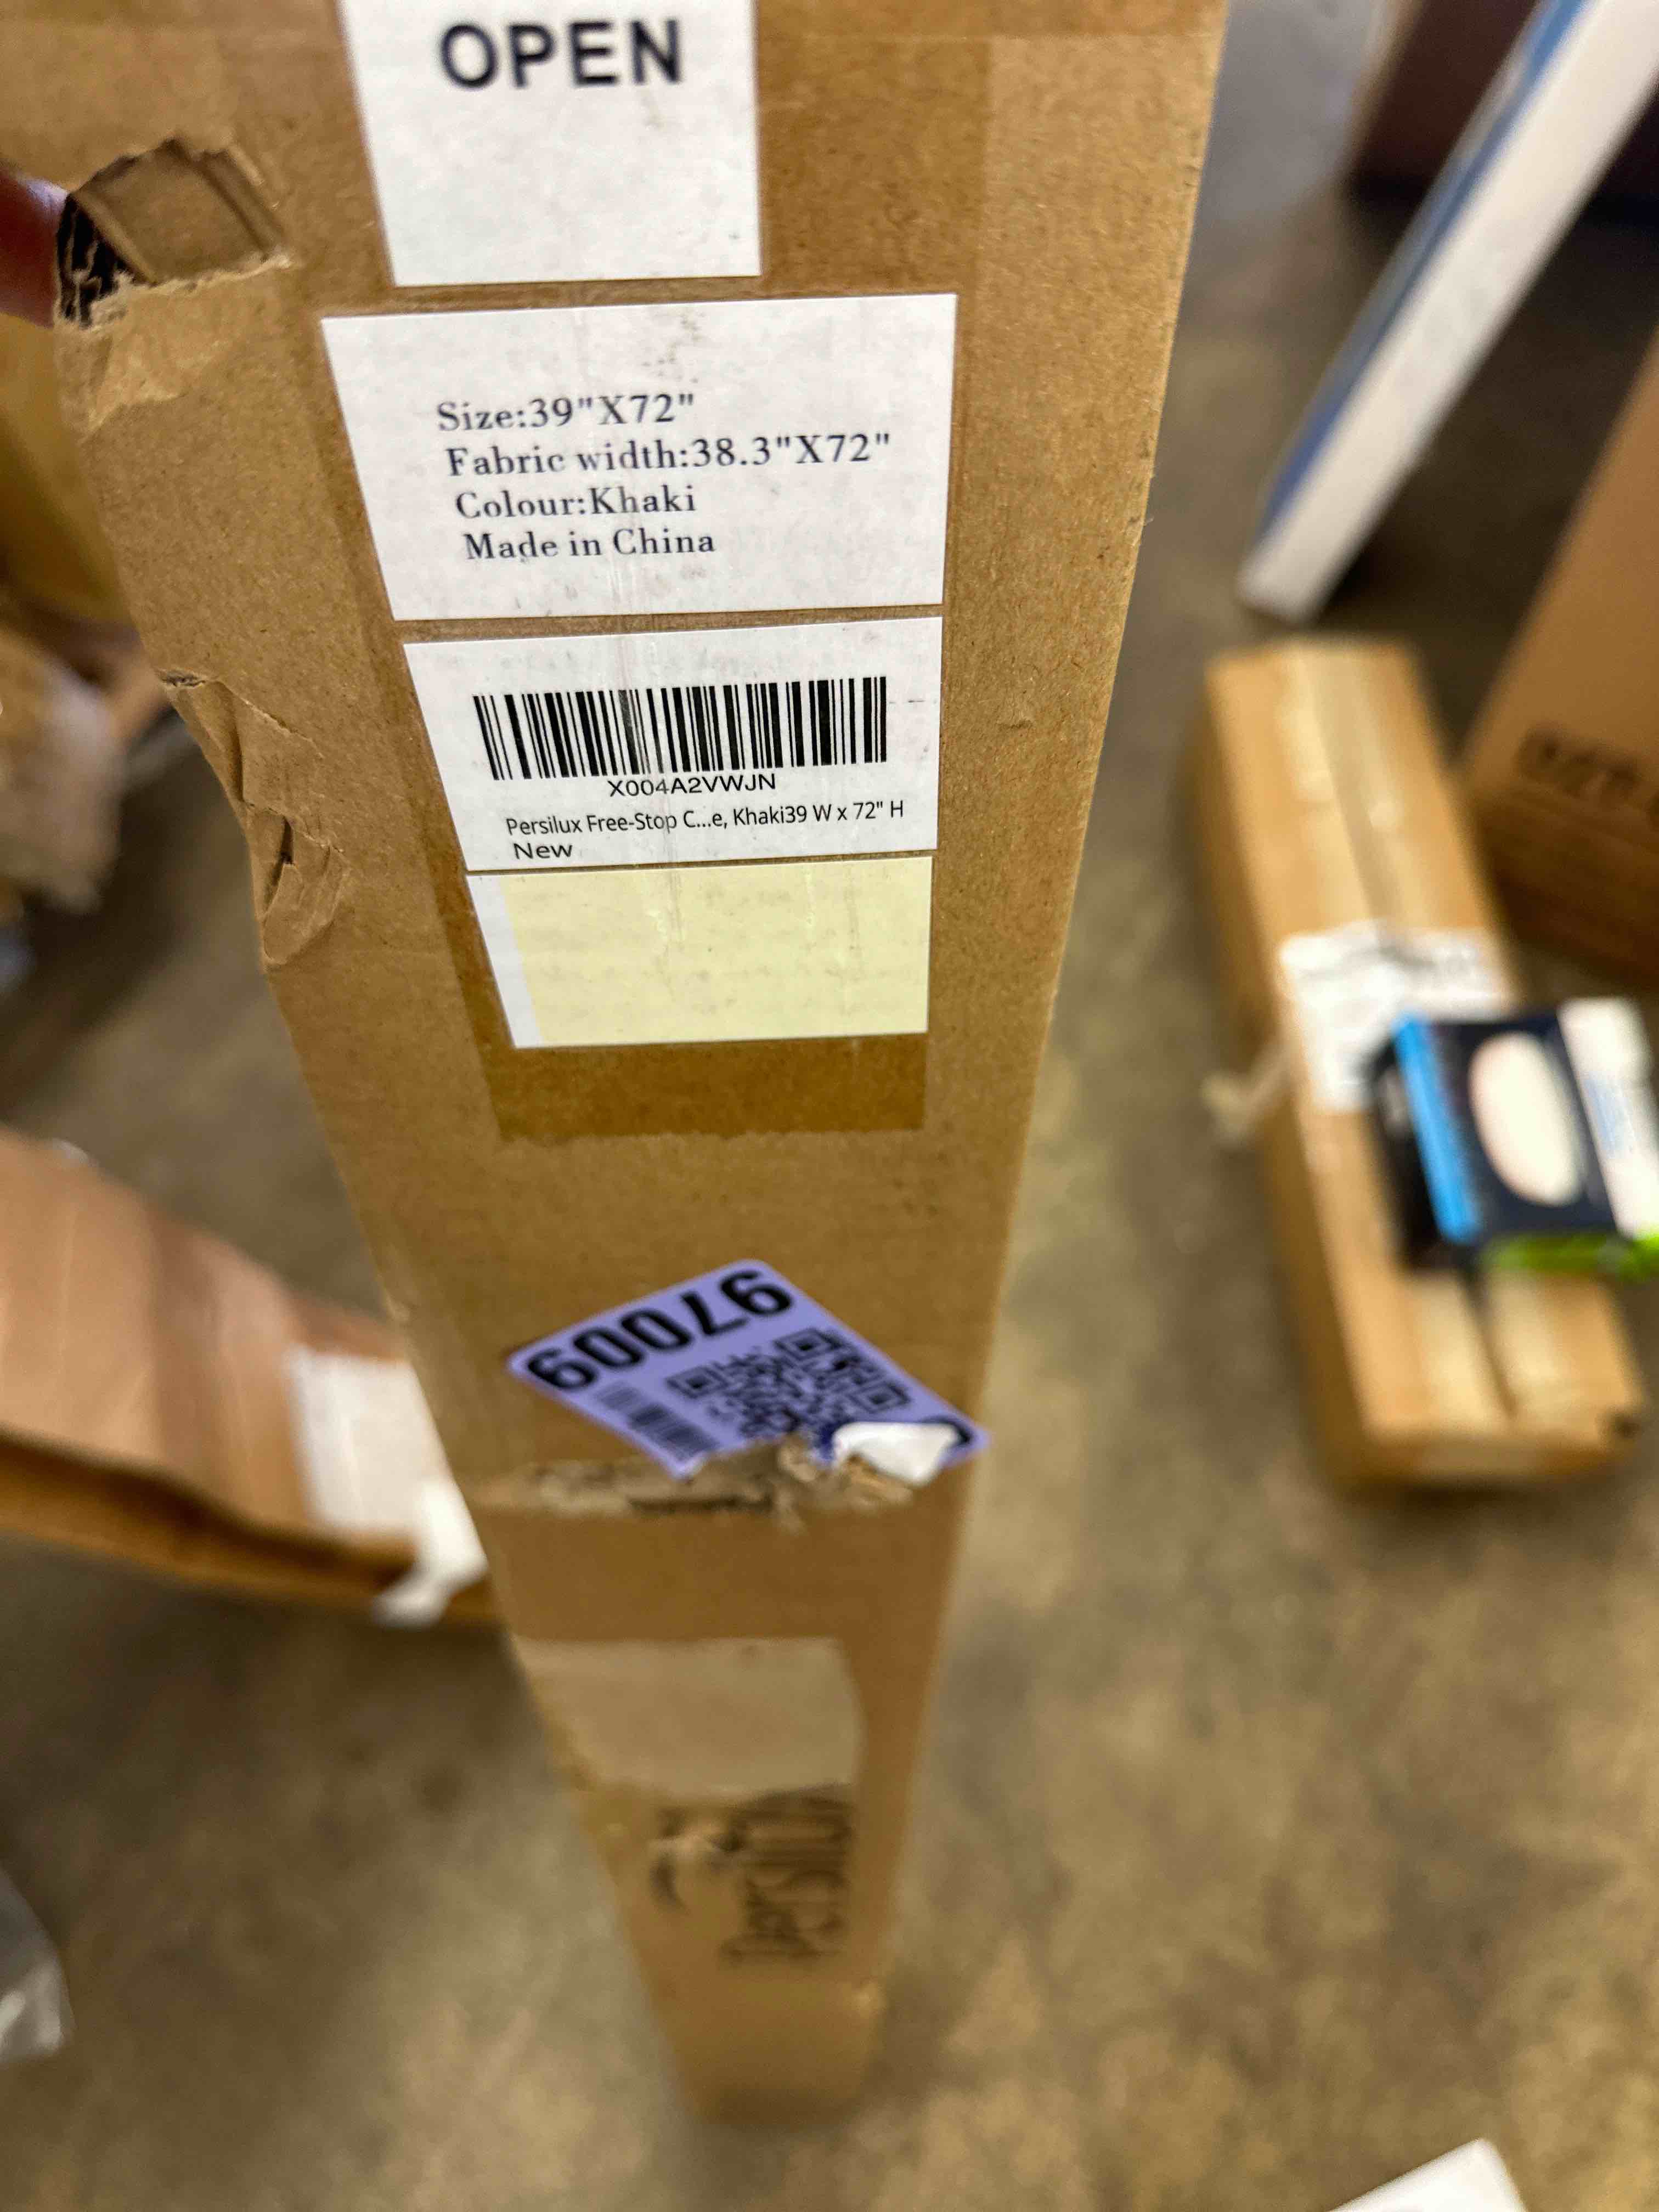 OPEN
Size:39"X72"
Fabric width:38.3"X72"
Colour:Khaki
Made in China
X004A2VWJN
Persilux Free-Stop C...e, Khaki39 W x 72" H
New
97009
Persilux